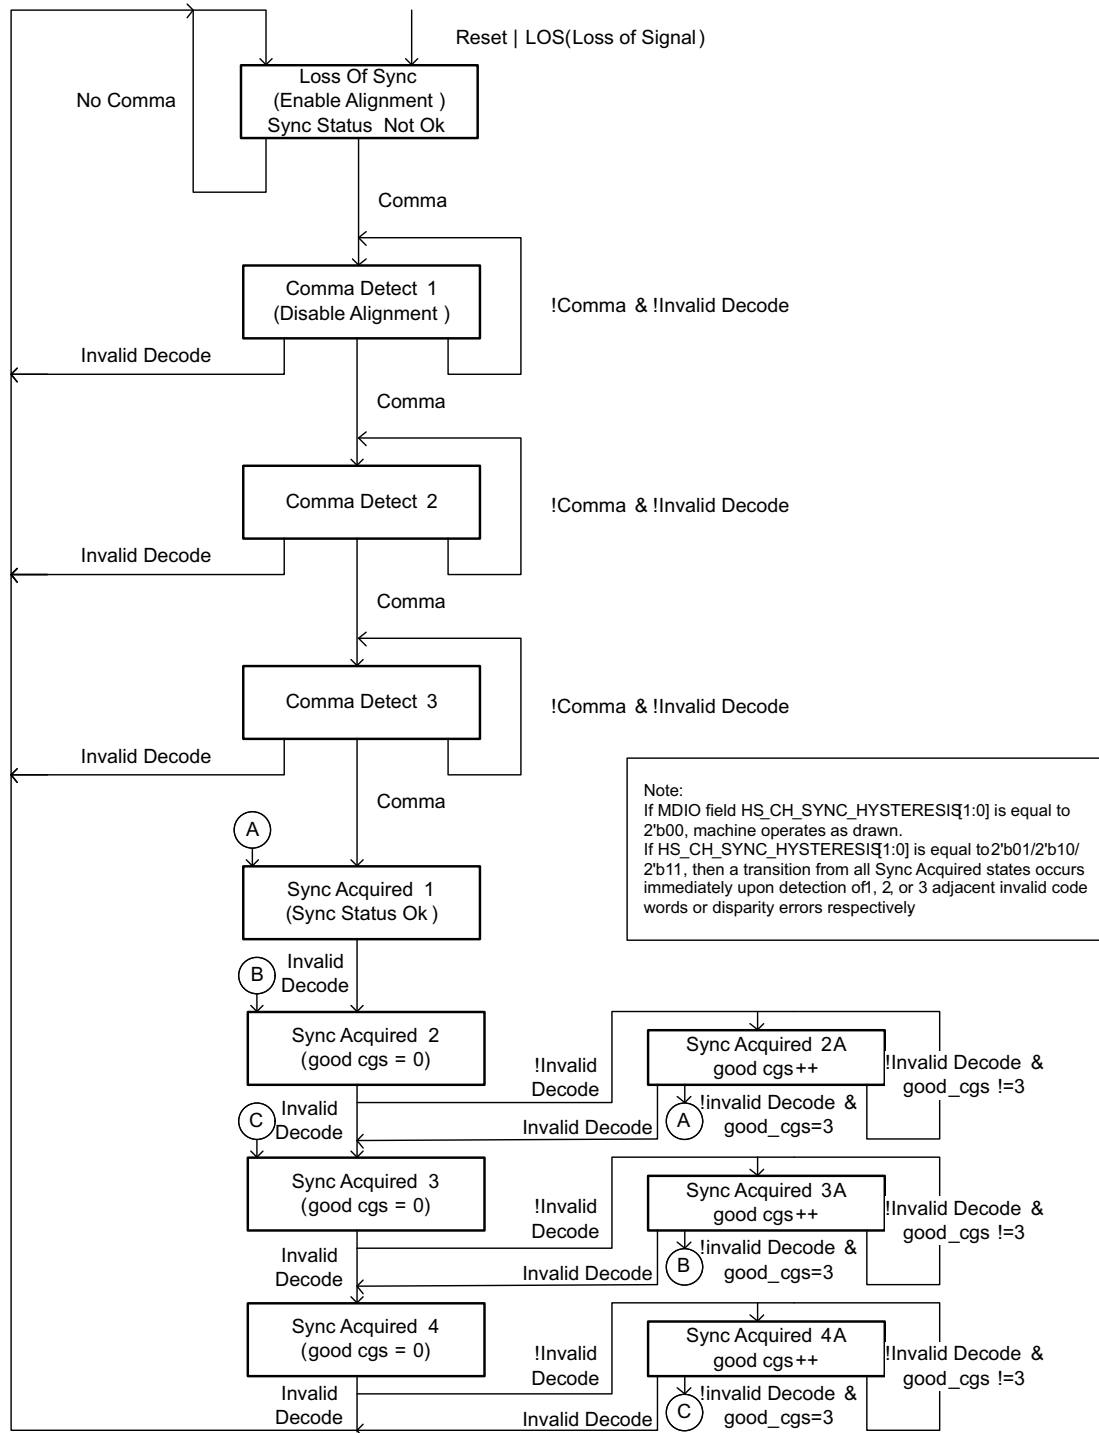 Reset | LOS(Loss of Signal)
Loss Of Sync
(Enable Alignment )
Sync Status Not Ok
No Comma
Comma
Comma Detect 1
(Disable Alignment )
!Comma & !Invalid Decode
Invalid Decode
Comma
Comma Detect 2
!Comma & !Invalid Decode
Invalid Decode
Comma
Comma Detect 3
!Comma & !Invalid Decode
Invalid Decode
Comma
Note:
If MDIO field HS_CH_SYNC_HYSTERESIS[1:0] is equal to
2'b00, machine operates as drawn.
If HS_CH_SYNC_HYSTERESIS[1:0] is equal to 2'b01/2'b10/
2'b11, then a transition from all Sync Acquired states occurs
immediately upon detection of 1, 2, or 3 adjacent invalid code
words or disparity errors respectively
A
Sync Acquired 1
(Sync Status Ok )
B
Invalid
Decode
Sync Acquired 2
(good cgs = 0)
!Invalid
Decode
Sync Acquired 2A
good cgs++
!Invalid Decode &
good_cgs !=3
C
Invalid
Decode
Invalid Decode
A
!invalid Decode &
good_cgs=3
Sync Acquired 3
(good cgs = 0)
!Invalid
Decode
Sync Acquired 3A
good cgs++
!Invalid Decode &
good_cgs !=3
Invalid
Decode
Invalid Decode
B
!invalid Decode &
good_cgs=3
Sync Acquired 4
(good cgs = 0)
!Invalid
Decode
Sync Acquired 4A
good cgs++
!Invalid Decode &
good_cgs !=3
Invalid
Decode
Invalid Decode
C
!invalid Decode &
good_cgs=3